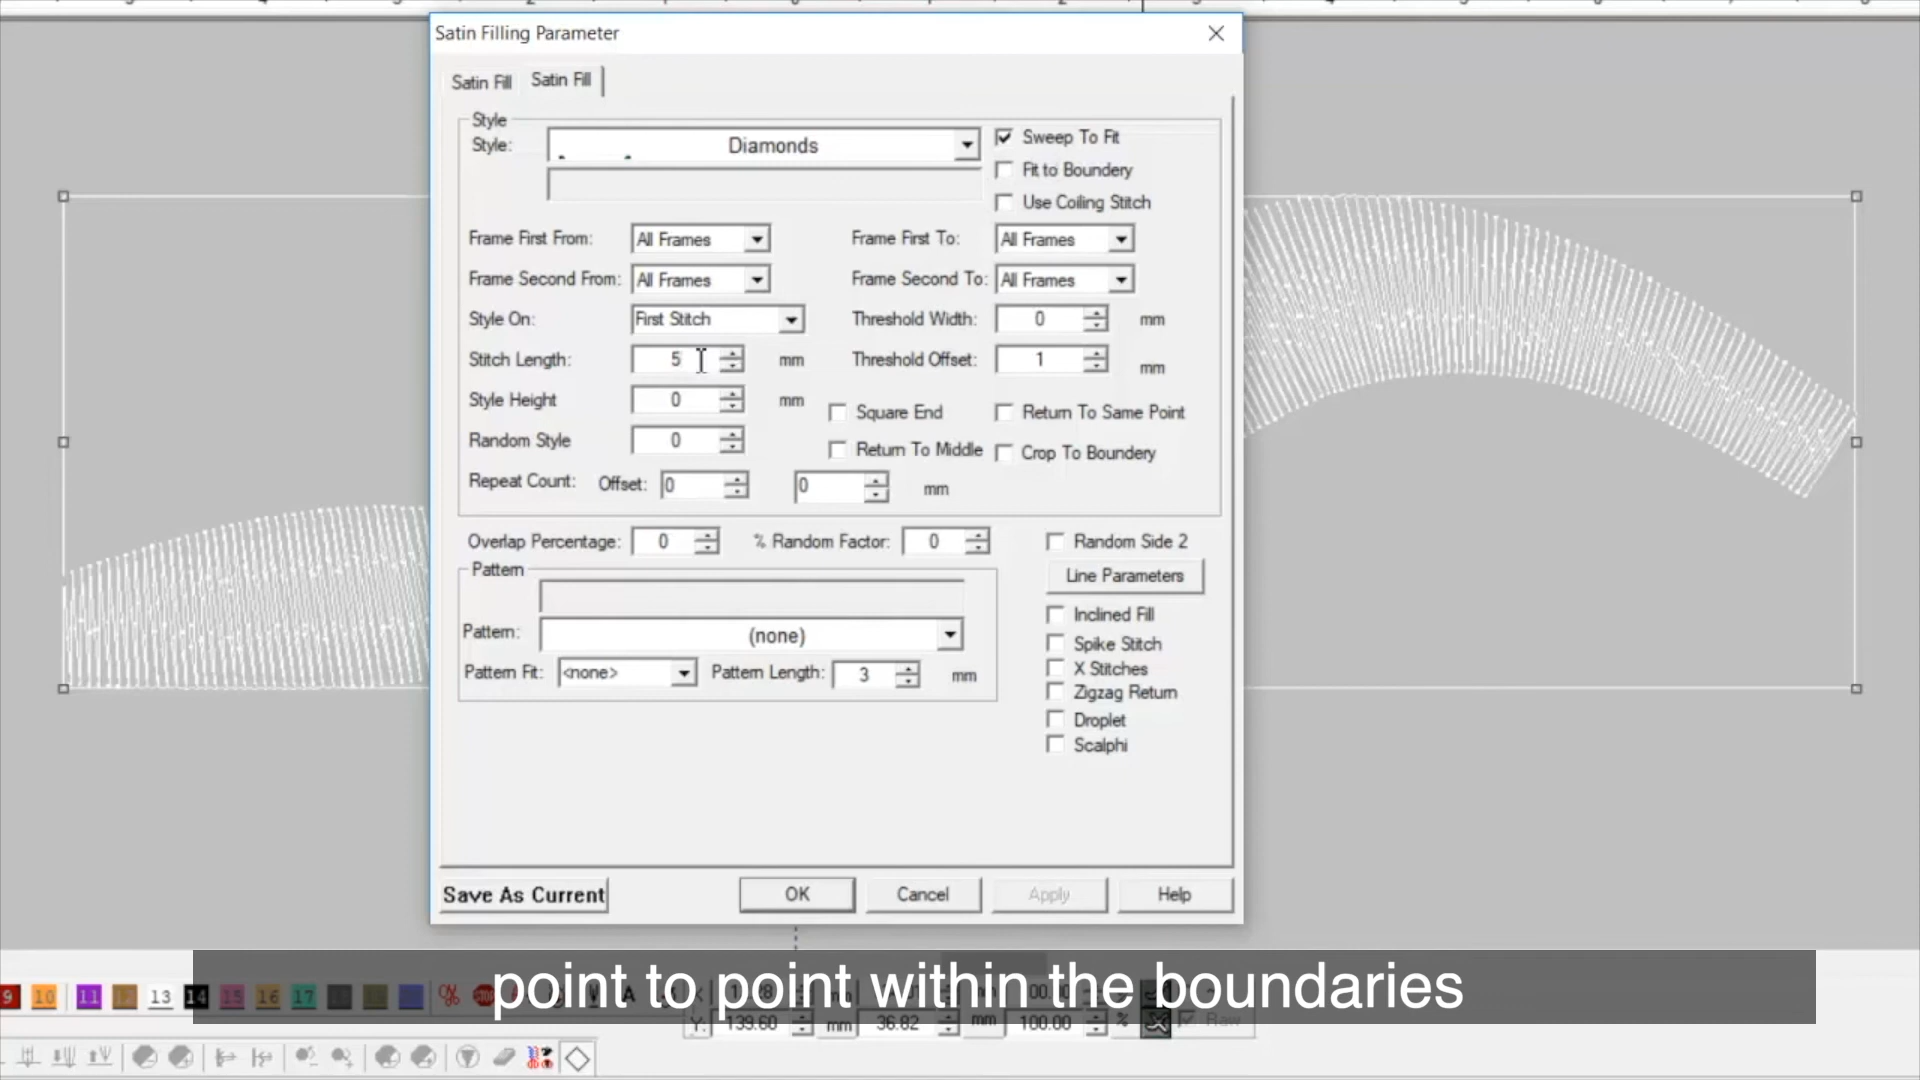 Satin Filling Parameter
Satin Fill Satin Fill
Style
Style: Diamonds
Sweep To Fit
Fit to Boundery
Use Coiling Stitch
Frame First From: All Frames Frame First To: All Frames
Frame Second From: All Frames Frame Second To: All Frames
Style On: First Stitch Threshold Width: 0 mm
Stitch Length: 5 mm Threshold Offset: 1 mm
Style Height 0 mm Square End Return To Same Point
Random Style 0 Return To Middle Crop To Boundery
Repeat Count: Offset: 0 0 mm
Overlap Percentage: 0 % Random Factor: 0 Random Side 2
Pattern
Line Parameters
Pattern: (none)
Inclined Fill
Spike Stitch
Pattern Fit: <none> Pattern Length: 3 mm
X Stitches
Zigzag Return
Droplet
Scalphi
Save As Current OK Cancel Apply Help
point to point within the boundaries
9 10 11 13 14 15 16 17
Y: 139.60 mm 36.82 mm 100.00 % Raw